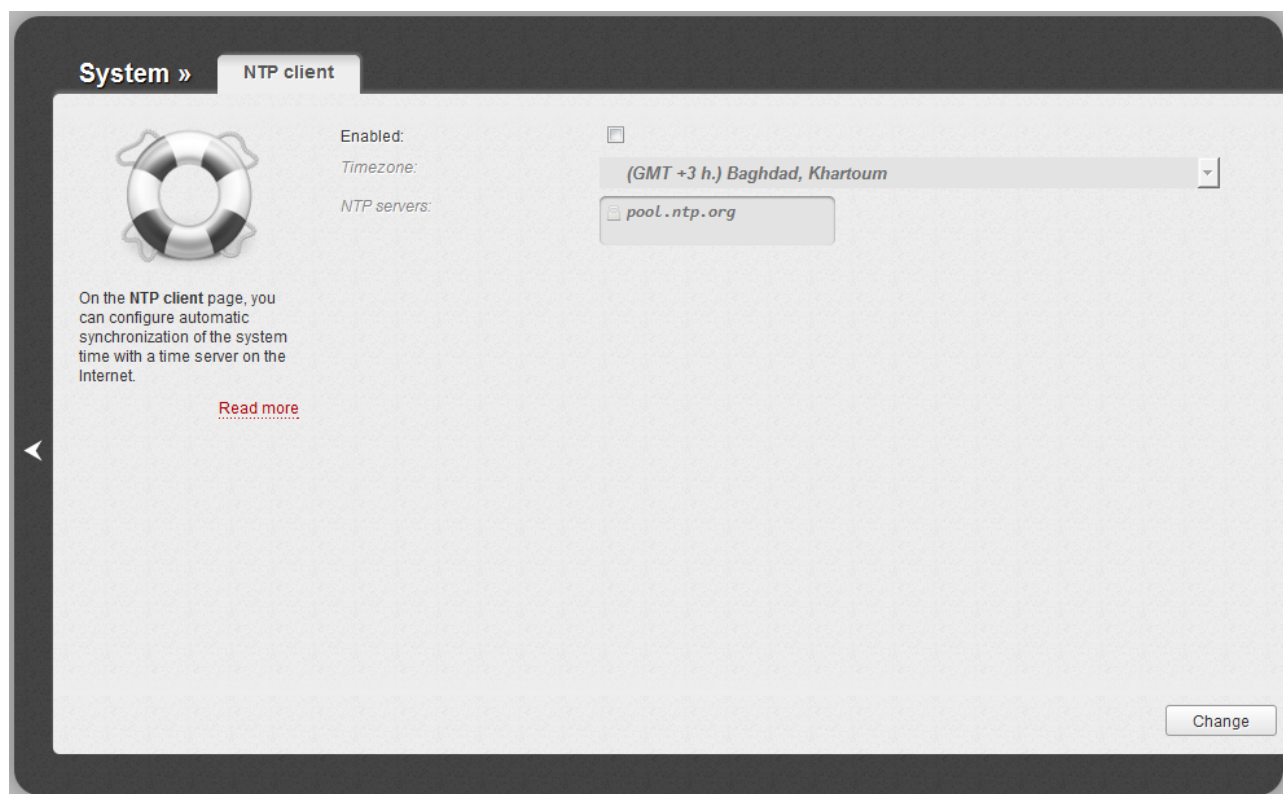 System » NTP client
Enabled:
Timezone: (GMT +3 h.) Baghdad, Khartoum
NTP servers: pool.ntp.org
On the NTP client page, you
can configure automatic
synchronization of the system
time with a time server on the
Internet.
Read more
Change